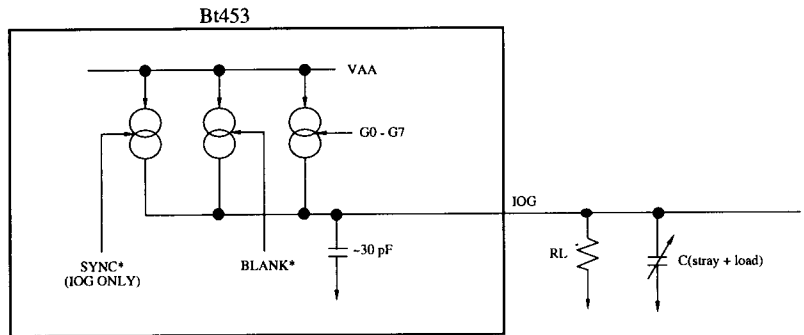 Bt453
VAA
G0 - G7
IOG
SYNC*
(IOG ONLY)
BLANK*
~30 pF
RL
C(stray + load)